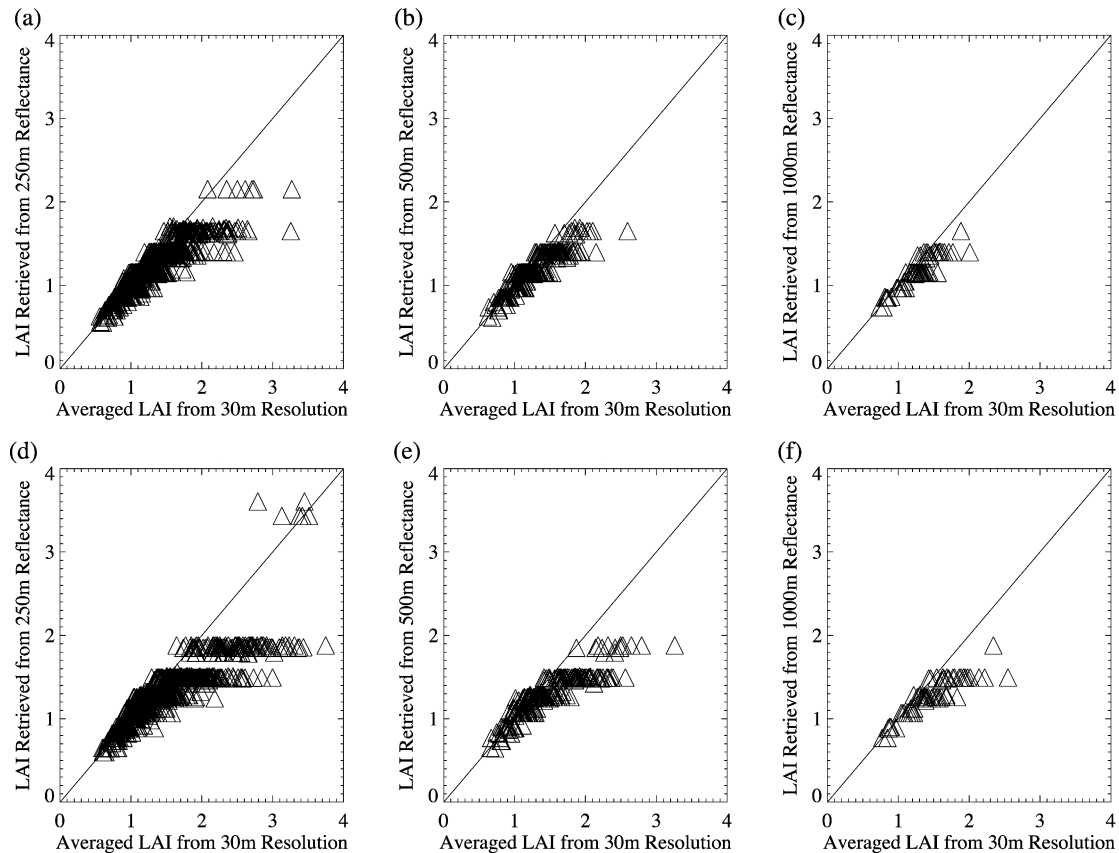 (a)
(b)
(c)
LAI Retrieved from 250m Reflectance
4
3
2
1
0
0 1 2 3 4
Averaged LAI from 30m Resolution
LAI Retrieved from 500m Reflectance
4
3
2
1
0
0 1 2 3 4
Averaged LAI from 30m Resolution
LAI Retrieved from 1000m Reflectance
4
3
2
1
0
0 1 2 3 4
Averaged LAI from 30m Resolution
(d)
(e)
(f)
LAI Retrieved from 250m Reflectance
4
3
2
1
0
0 1 2 3 4
Averaged LAI from 30m Resolution
LAI Retrieved from 500m Reflectance
4
3
2
1
0
0 1 2 3 4
Averaged LAI from 30m Resolution
LAI Retrieved from 1000m Reflectance
4
3
2
1
0
0 1 2 3 4
Averaged LAI from 30m Resolution